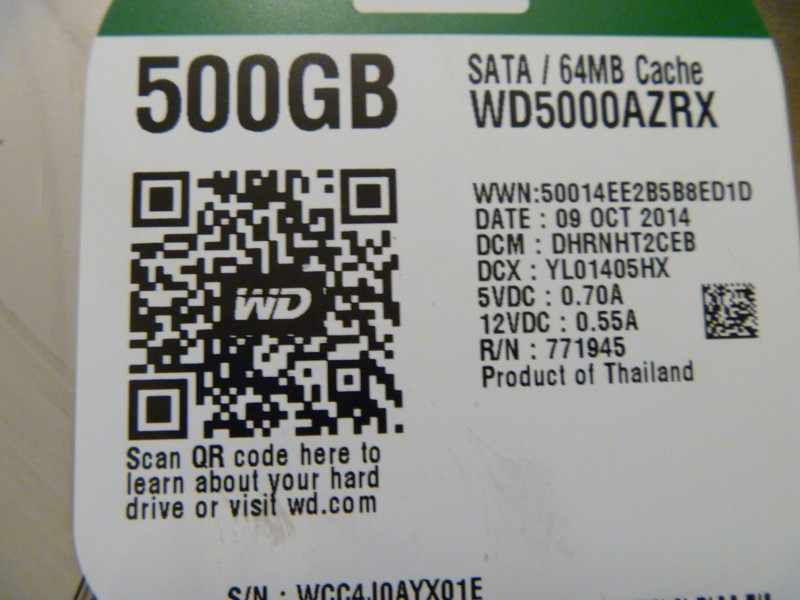 500GB
SATA / 64MB Cache
WD5000AZRX
WD
WWN:50014EE2B5B8ED1D
DATE : 09 OCT 2014
DCM : DHRNHT2CEB
DCX : YL01405HX
5VDC : 0.70A
12VDC : 0.55A
R/N : 771945
Product of Thailand
Scan QR code here to
learn about your hard
drive or visit wd.com
S/N : WCC4J0AYX01E